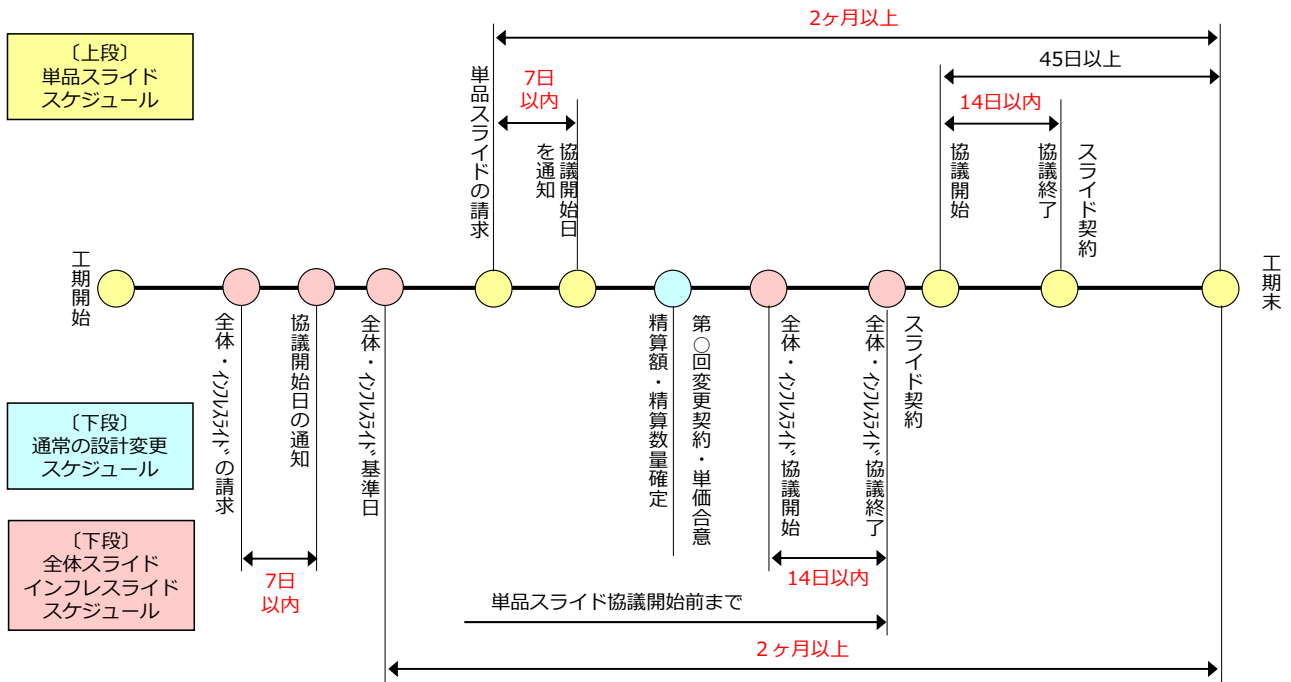 〔上段〕
単品スライド
スケジュール
2ヶ月以上
45日以上
7日
以内
14日以内
単品スライドの請求
協議開始日
を通知
協議開始
協議終了
スライド契約
工期開始
工期末
全体・インフレスライドの請求
協議開始日の通知
全体・インフレスライド基準日
精算額・精算数量確定
第○回変更契約・単価合意
全体・インフレスライド協議開始
全体・インフレスライド協議終了
スライド契約
〔下段〕
通常の設計変更
スケジュール
〔下段〕
全体スライド
インフレスライド
スケジュール
7日
以内
14日以内
単品スライド協議開始前まで
2ヶ月以上